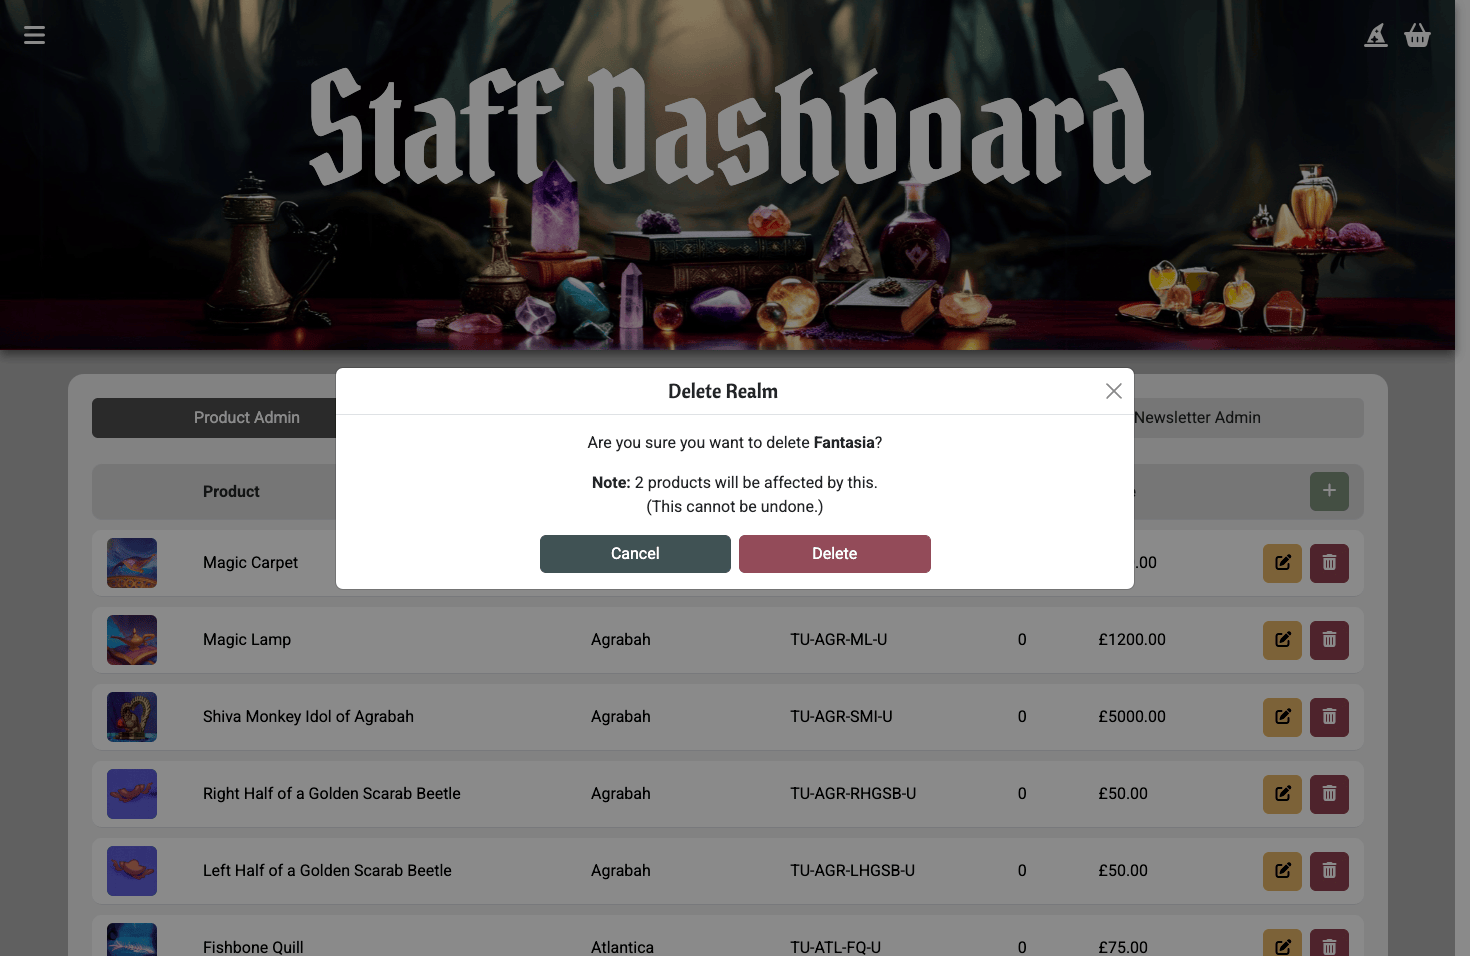 Staff Dashboard
Delete Realm
Are you sure you want to delete Fantasia?
Note: 2 products will be affected by this.
(This cannot be undone.)
Cancel Delete
Product Admin Newsletter Admin
Product
Magic Carpet .00
Magic Lamp Agrabah TU-AGR-ML-U 0 £1200.00
Shiva Monkey Idol of Agrabah Agrabah TU-AGR-SMI-U 0 £5000.00
Right Half of a Golden Scarab Beetle Agrabah TU-AGR-RHGSB-U 0 £50.00
Left Half of a Golden Scarab Beetle Agrabah TU-AGR-LHGSB-U 0 £50.00
Fishbone Quill Atlantica TU-ATL-FQ-U 0 £75.00